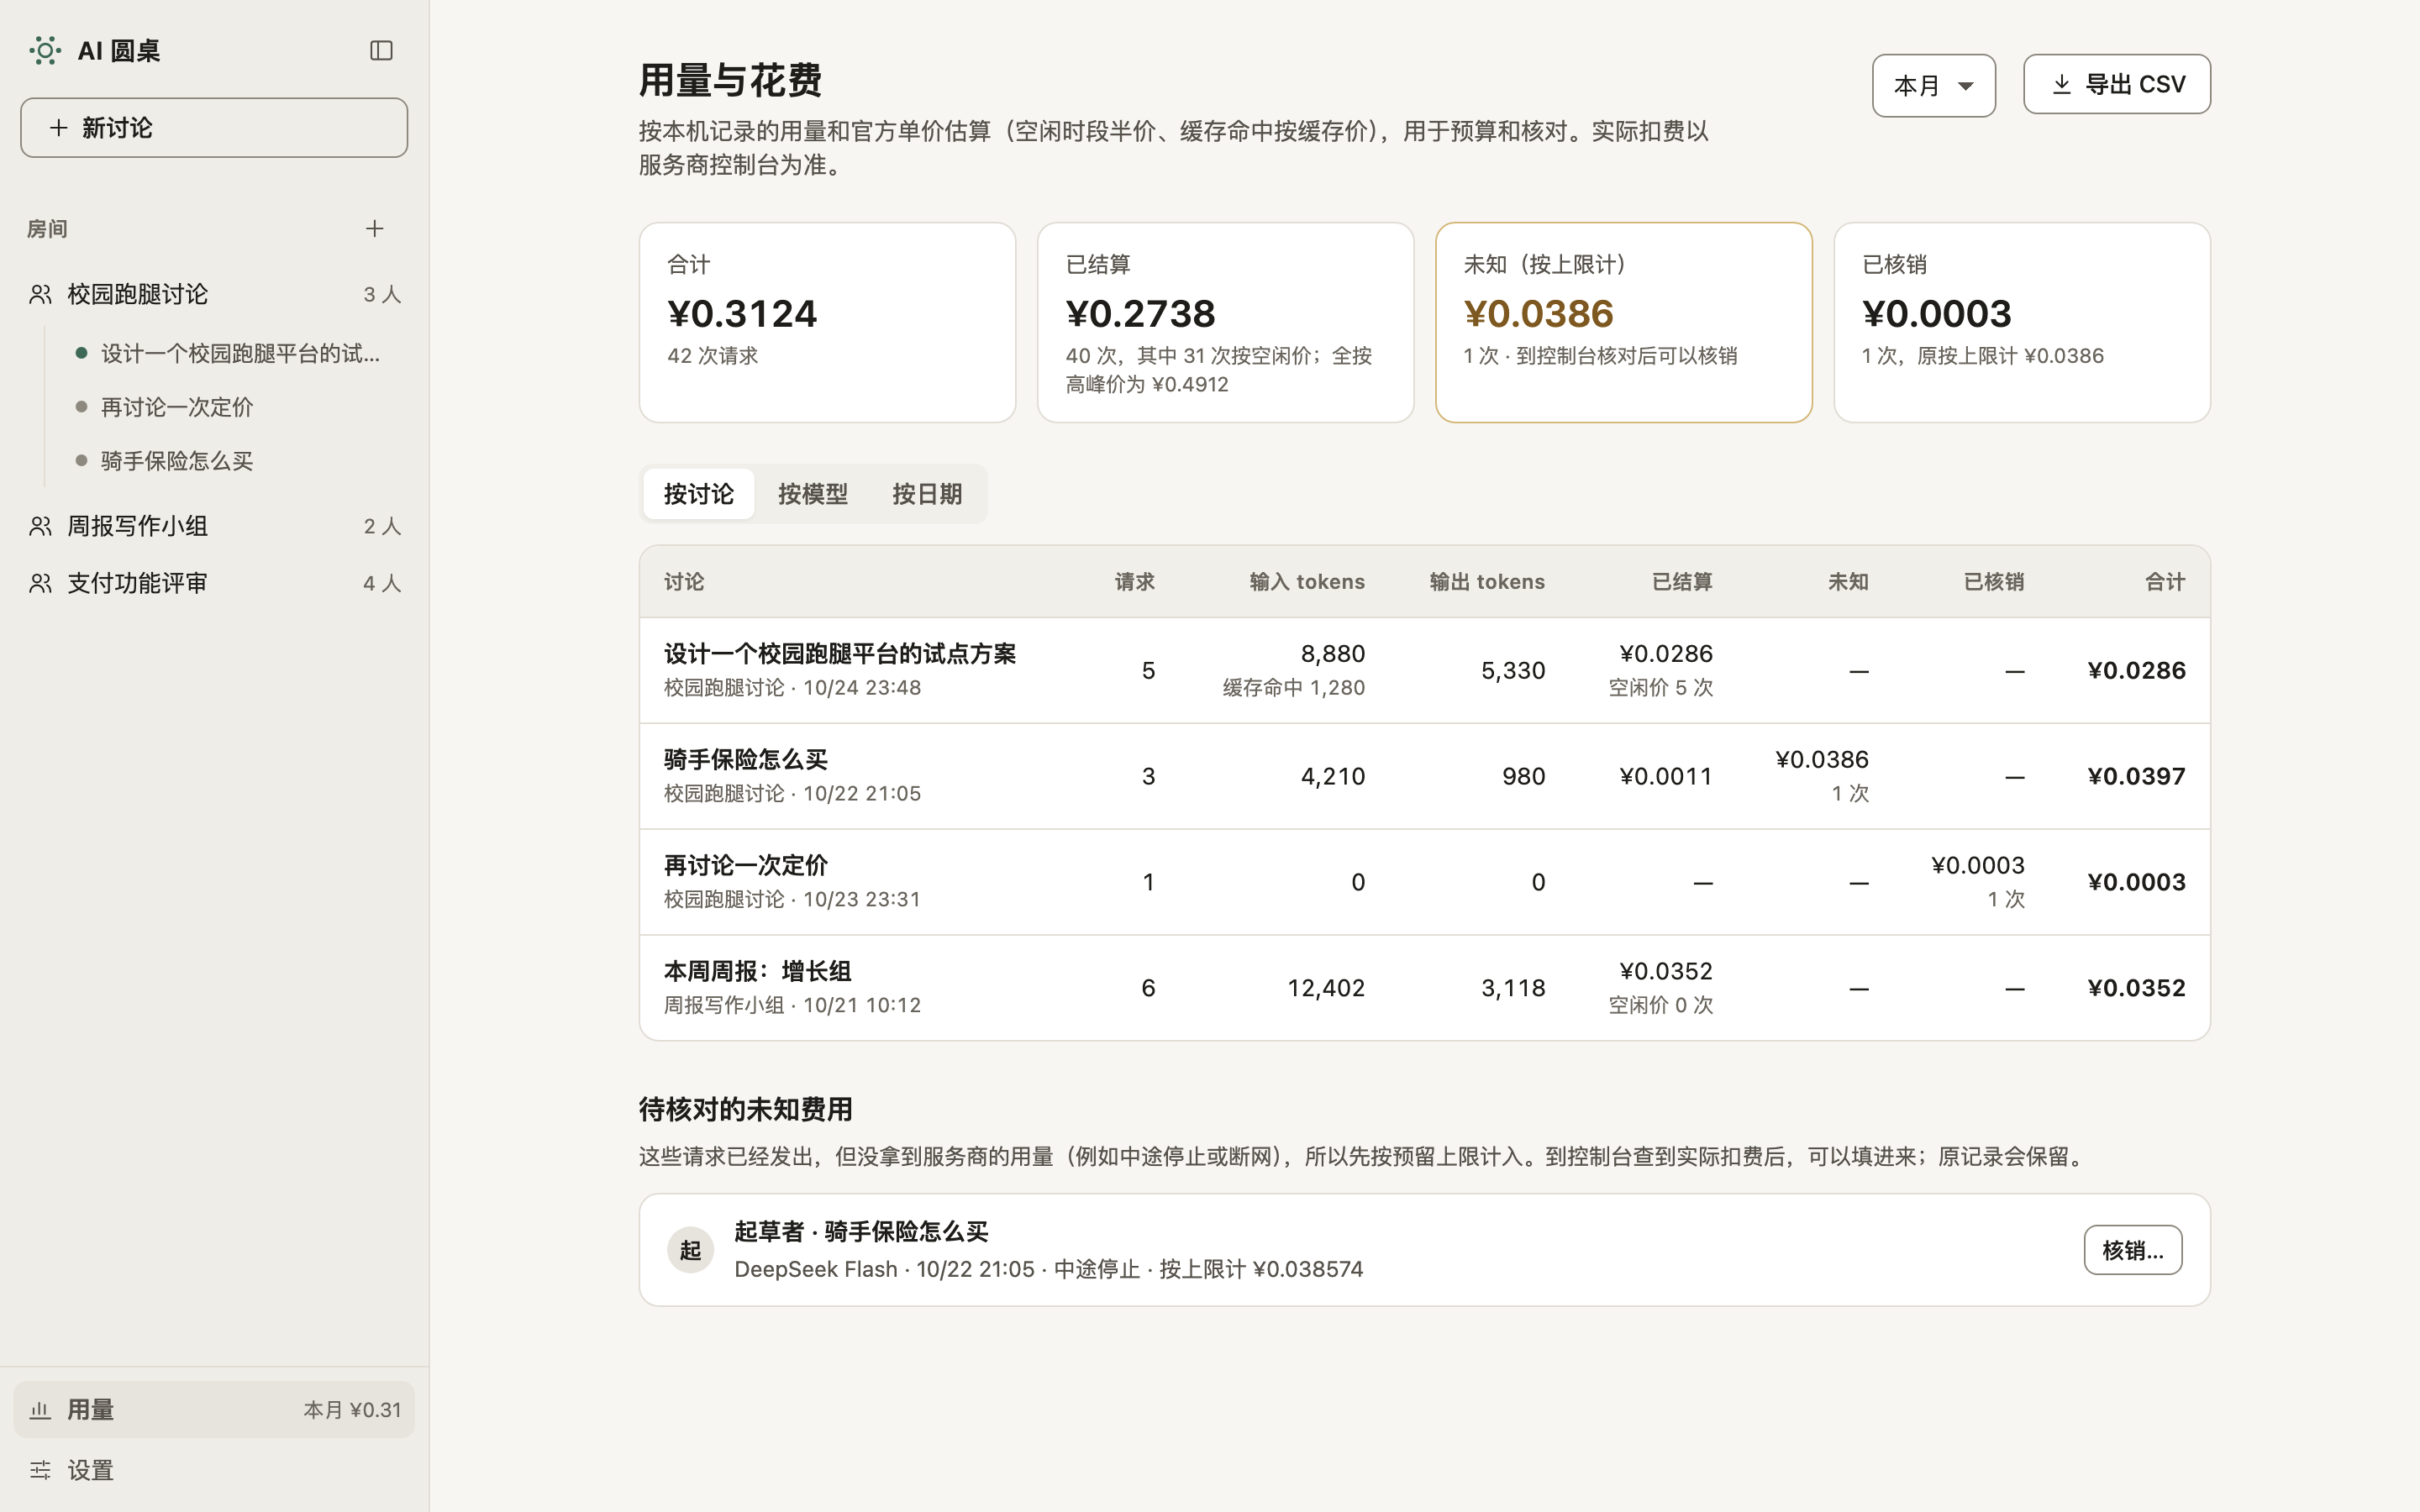 AI 圆桌
新讨论
房间
校园跑腿讨论 3 人
设计一个校园跑腿平台的试...
再讨论一次定价
骑手保险怎么买
周报写作小组 2 人
支付功能评审 4 人
用量 本月 ¥0.31
设置
用量与花费
按本机记录的用量和官方单价估算（空闲时段半价、缓存命中按缓存价），用于预算和核对。实际扣费以
服务商控制台为准。
本月
导出 CSV
合计
¥0.3124
42 次请求
已结算
¥0.2738
40 次，其中 31 次按空闲价；全按
高峰价为 ¥0.4912
未知（按上限计）
¥0.0386
1 次 · 到控制台核对后可以核销
已核销
¥0.0003
1 次，原按上限计 ¥0.0386
按讨论 按模型 按日期
讨论 请求 输入 tokens 输出 tokens 已结算 未知 已核销 合计
设计一个校园跑腿平台的试点方案 5 8,880 5,330 ¥0.0286 — — ¥0.0286
校园跑腿讨论 · 10/24 23:48 缓存命中 1,280 空闲价 5 次
骑手保险怎么买 3 4,210 980 ¥0.0011 ¥0.0386 — ¥0.0397
校园跑腿讨论 · 10/22 21:05 1 次
再讨论一次定价 1 0 0 — — ¥0.0003 ¥0.0003
校园跑腿讨论 · 10/23 23:31 1 次
本周周报：增长组 6 12,402 3,118 ¥0.0352 — — ¥0.0352
周报写作小组 · 10/21 10:12 空闲价 0 次
待核对的未知费用
这些请求已经发出，但没拿到服务商的用量（例如中途停止或断网），所以先按预留上限计入。到控制台查到实际扣费后，可以填进来；原记录会保留。
起
起草者 · 骑手保险怎么买
DeepSeek Flash · 10/22 21:05 · 中途停止 · 按上限计 ¥0.038574
核销...